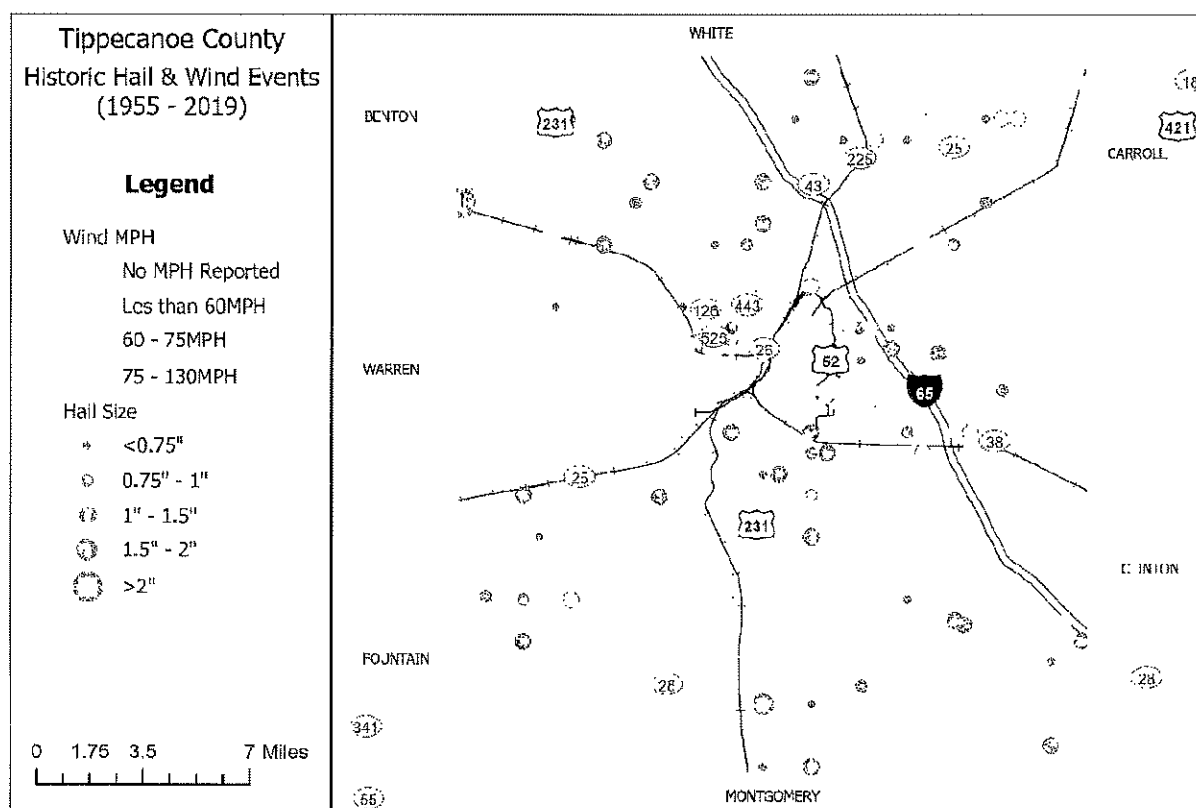 Tippecanoe County
Historic Hail & Wind Events
(1955 - 2019)
Legend
Wind MPH
No MPH Reported
Les than 60MPH
60 - 75MPH
75 - 130MPH
Hail Size
<0.75"
0.75" - 1"
1" - 1.5"
1.5" - 2"
>2"
0 1.75 3.5 7 Miles
WHITE
BENTON
231
421
CARROLL
225
25
18
43
126
443
52
26
WARREN
65
38
25
231
FOUNTAIN
28
28
341
55
MONTGOMERY